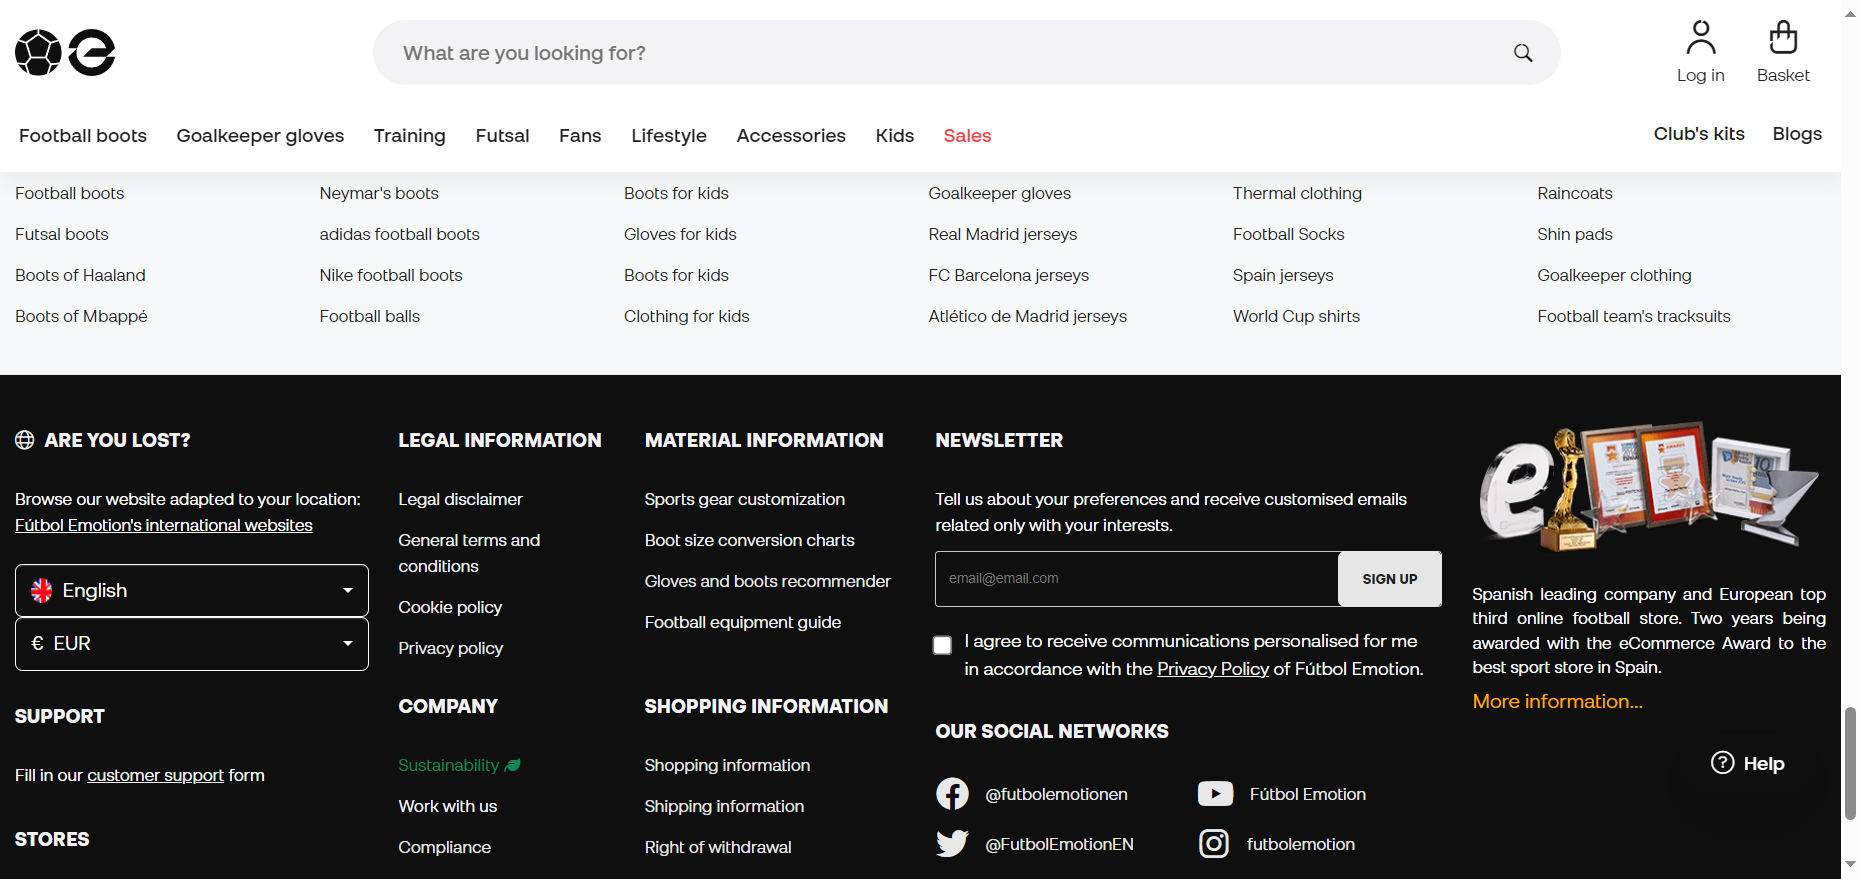 What are you looking for?
Log in
Basket
Football boots Goalkeeper gloves Training Futsal Fans Lifestyle Accessories Kids Sales
Club's kits Blogs
Football boots Neymar's boots Boots for kids Goalkeeper gloves Thermal clothing Raincoats
Futsal boots adidas football boots Gloves for kids Real Madrid jerseys Football Socks Shin pads
Boots of Haaland Nike football boots Boots for kids FC Barcelona jerseys Spain jerseys Goalkeeper clothing
Boots of Mbappé Football balls Clothing for kids Atlético de Madrid jerseys World Cup shirts Football team's tracksuits
ARE YOU LOST?
Browse our website adapted to your location:
Fútbol Emotion's international websites
English
€ EUR
SUPPORT
Fill in our customer support form
STORES
LEGAL INFORMATION
Legal disclaimer
General terms and
conditions
Cookie policy
Privacy policy
COMPANY
Sustainability
Work with us
Compliance
MATERIAL INFORMATION
Sports gear customization
Boot size conversion charts
Gloves and boots recommender
Football equipment guide
SHOPPING INFORMATION
Shopping information
Shipping information
Right of withdrawal
NEWSLETTER
Tell us about your preferences and receive customised emails
related only with your interests.
email@email.com
SIGN UP
I agree to receive communications personalised for me
in accordance with the Privacy Policy of Fútbol Emotion.
OUR SOCIAL NETWORKS
@futbolemotionen
Fútbol Emotion
@FutbolEmotionEN
futbolemotion
Spanish leading company and European top
third online football store. Two years being
awarded with the eCommerce Award to the
best sport store in Spain.
More information...
Help